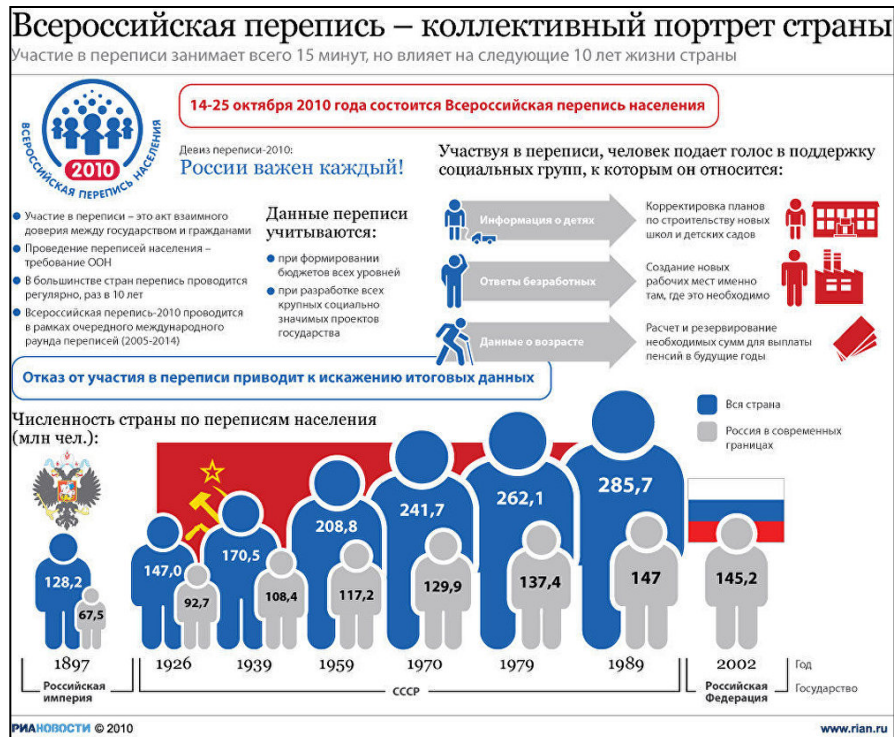 Всероссийская перепись – коллективный портрет страны
Участие в переписи занимает всего 15 минут, но влияет на следующие 10 лет жизни страны
ВСЕРОССИЙСКАЯ ПЕРЕПИСЬ НАСЕЛЕНИЯ
2010
14-25 октября 2010 года состоится Всероссийская перепись населения
Девиз переписи-2010:
России важен каждый!
Участие в переписи – это акт взаимного
доверия между государством и гражданами
Проведение переписей населения –
требование ООН
В большинстве стран перепись проводится
регулярно, раз в 10 лет
Всероссийская перепись-2010 проводится
в рамках очередного международного
раунда переписей (2005-2014)
Данные переписи
учитываются:
при формировании
бюджетов всех уровней
при разработке всех
крупных социально
значимых проектов
государства
Участвуя в переписи, человек подает голос в поддержку
социальных групп, к которым он относится:
Информация о детях
Корректировка планов
по строительству новых
школ и детских садов
Ответы безработных
Создание новых
рабочих мест именно
там, где это необходимо
Данные о возрасте
Расчет и резервирование
необходимых сумм для выплаты
пенсий в будущие годы
Отказ от участия в переписи приводит к искажению итоговых данных
Численность страны по переписям населения
(млн чел.):
Вся страна
Россия в современных
границах
128,2
67,5
147,0
92,7
170,5
108,4
208,8
117,2
241,7
129,9
262,1
137,4
285,7
147
145,2
1897
1926
1939
1959
1970
1979
1989
2002
Год
Российская
империя
СССР
Российская
Федерация
Государство
РИАНОВОСТИ © 2010
www.rian.ru